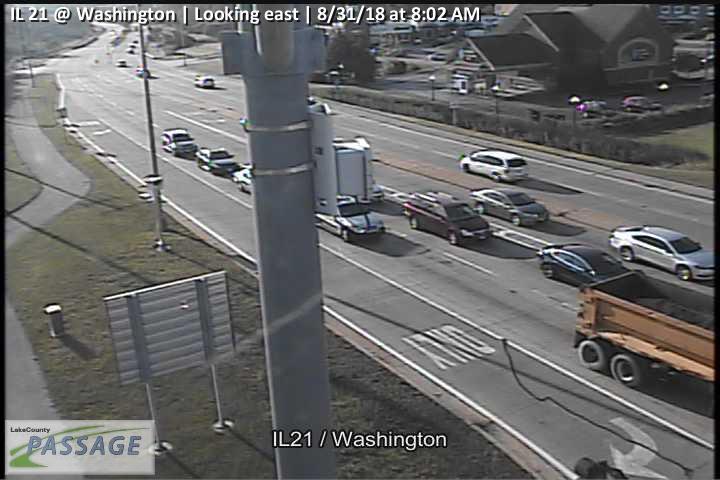 IL 21 @ Washington | Looking east | 8/31/18 at 8:02 AM
ONLY
IL21 / Washington
LakeCounty
PASSAGE